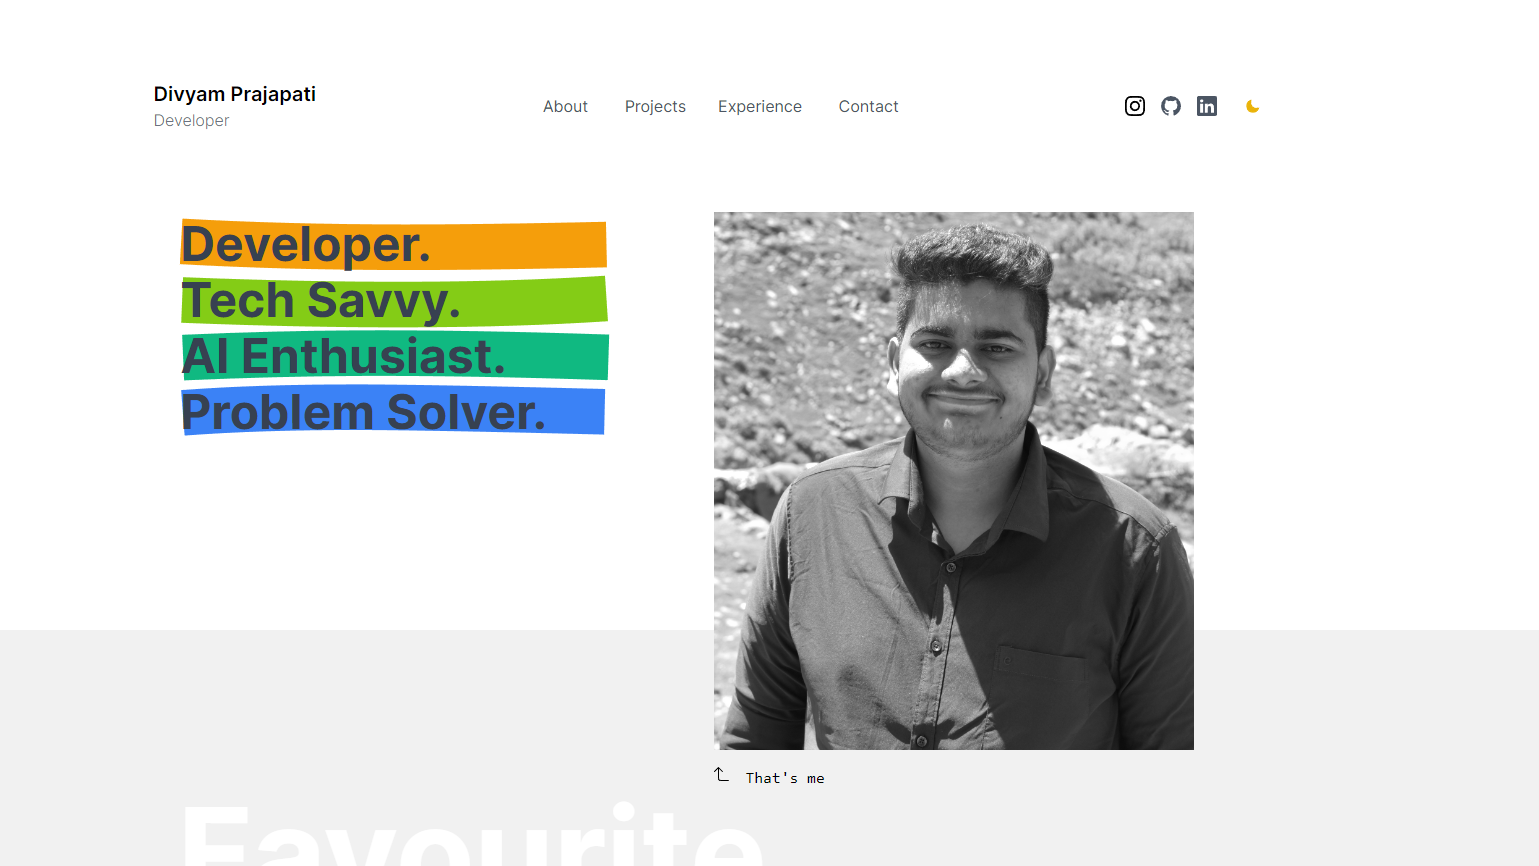 Divyam Prajapati
Developer
About Projects Experience Contact
Developer.
Tech Savvy.
AI Enthusiast.
Problem Solver.
That's me
Favourite